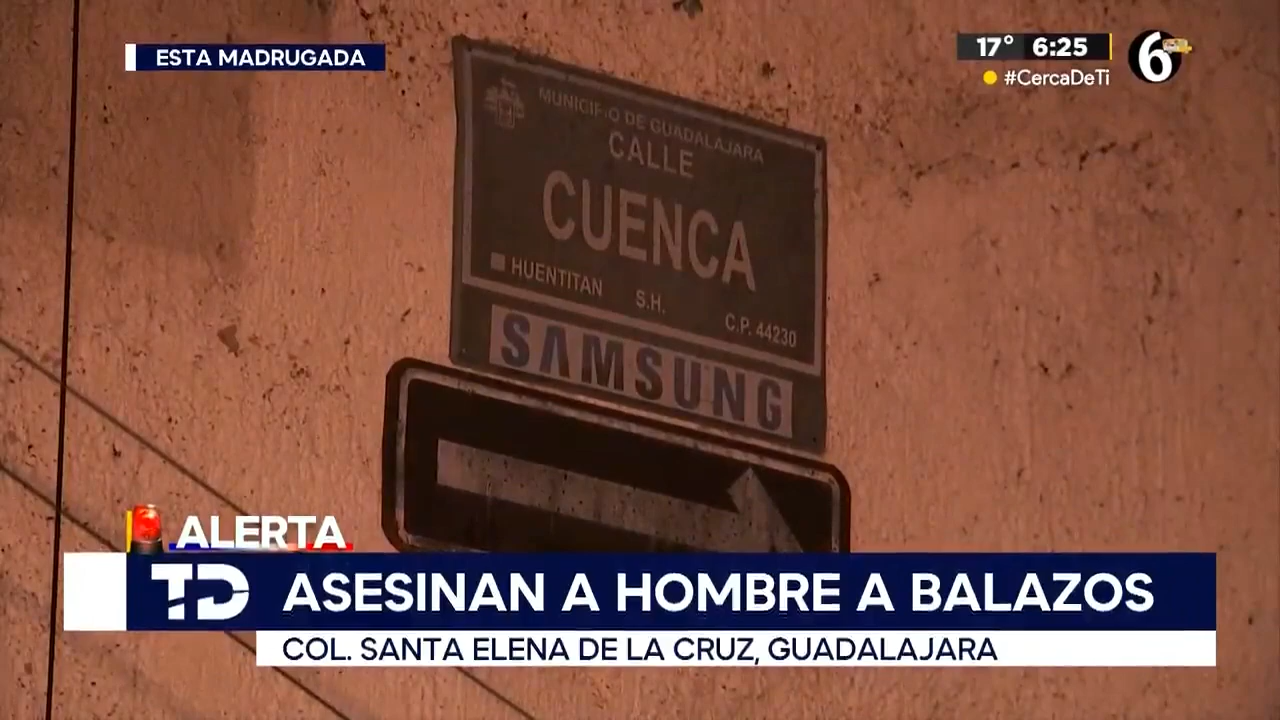 ESTA MADRUGADA
17° 6:25
#CercaDeTi
6
MUNICIPIO DE GUADALAJARA
CALLE
CUENCA
HUENTITAN S.H. C.P. 44230
SAMSUNG
ALERTA
TD ASESINAN A HOMBRE A BALAZOS
COL. SANTA ELENA DE LA CRUZ, GUADALAJARA